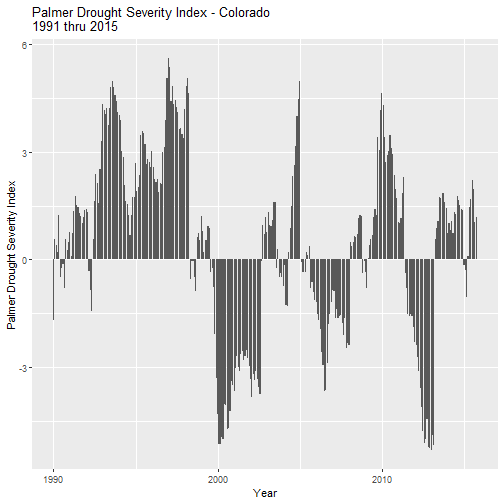 Palmer Drought Severity Index - Colorado
1991 thru 2015
Palmer Drought Severity Index
6
3
0
-3
1990
2000
2010
Year